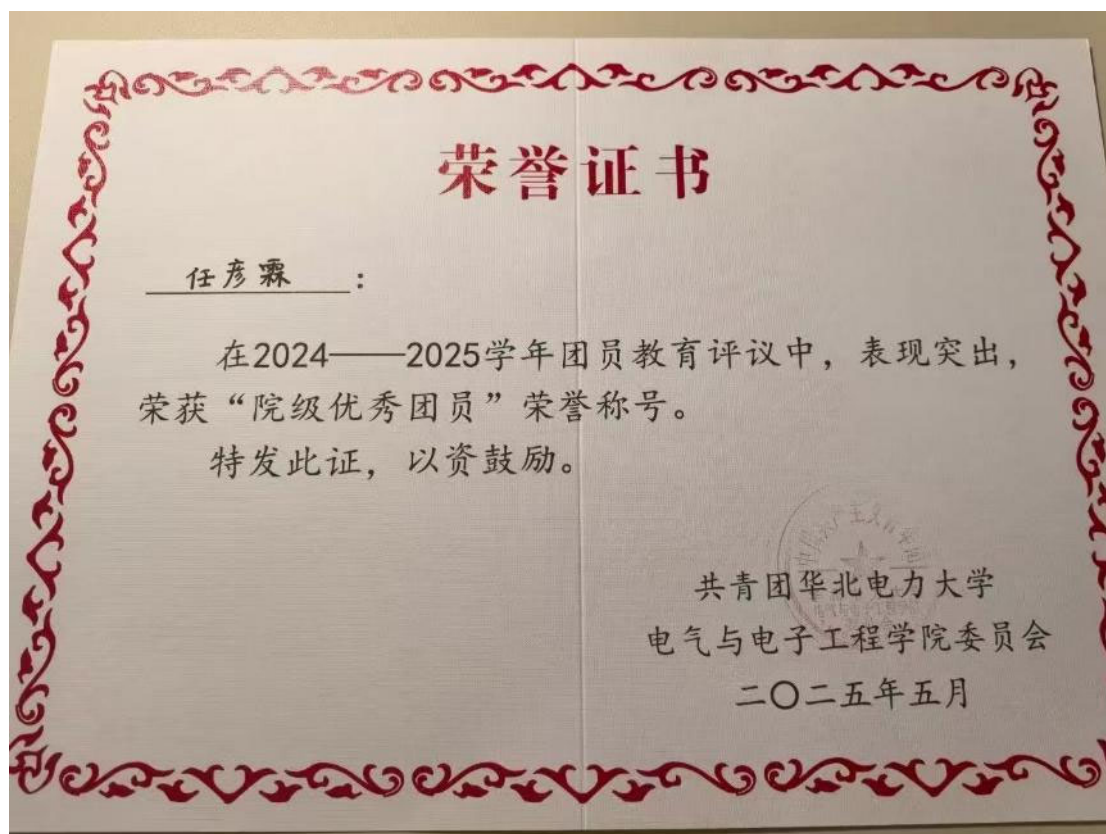 荣誉证书
任彦霖：
在2024——2025学年团员教育评议中，表现突出，
荣获“院级优秀团员”荣誉称号。
特发此证，以资鼓励。
共青团华北电力大学
电气与电子工程学院委员会
二〇二五年五月